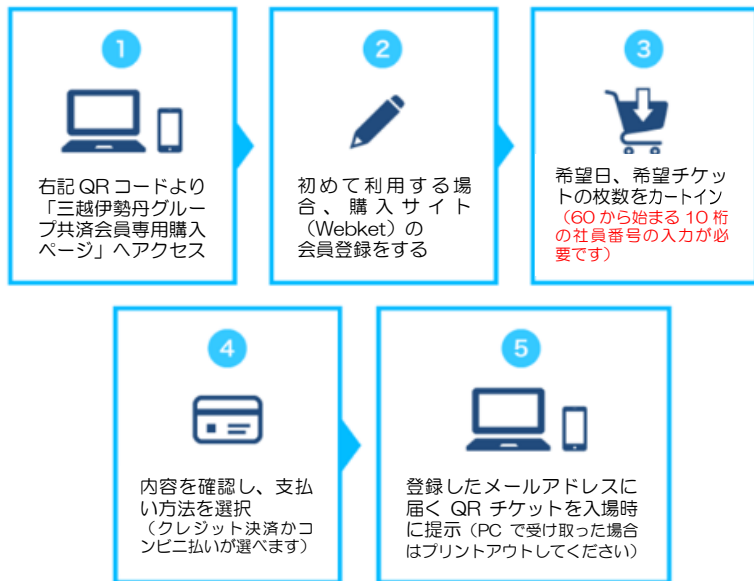 1
右記QRコードより
「三越伊勢丹グルー
プ共済会員専用購入
ページ」へアクセス
2
初めて利用する場
合、購入サイト
（Webket）の
会員登録をする
3
希望日、希望チケッ
トの枚数をカートイン
（60から始まる10桁
の社員番号の入力が必
要です）
4
内容を確認し、支払
い方法を選択
（クレジット決済かコ
ンビニ払いが選べます）
5
登録したメールアドレスに
届く QR チケットを入場時
に提示（PC で受け取った場合
はプリントアウトしてください）